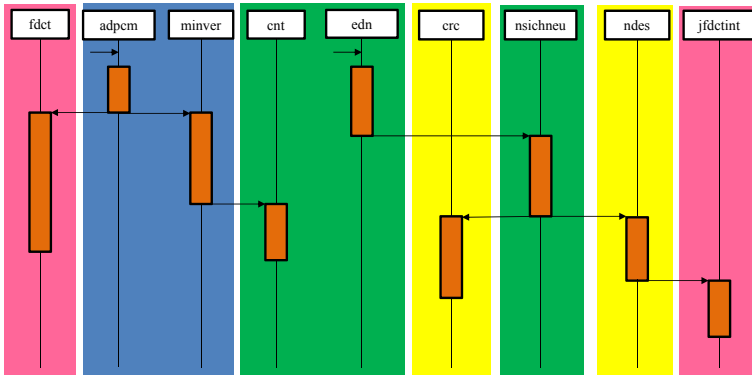 fdct
adpcm
minver
cnt
edn
crc
nsichneu
ndes
jfdctint